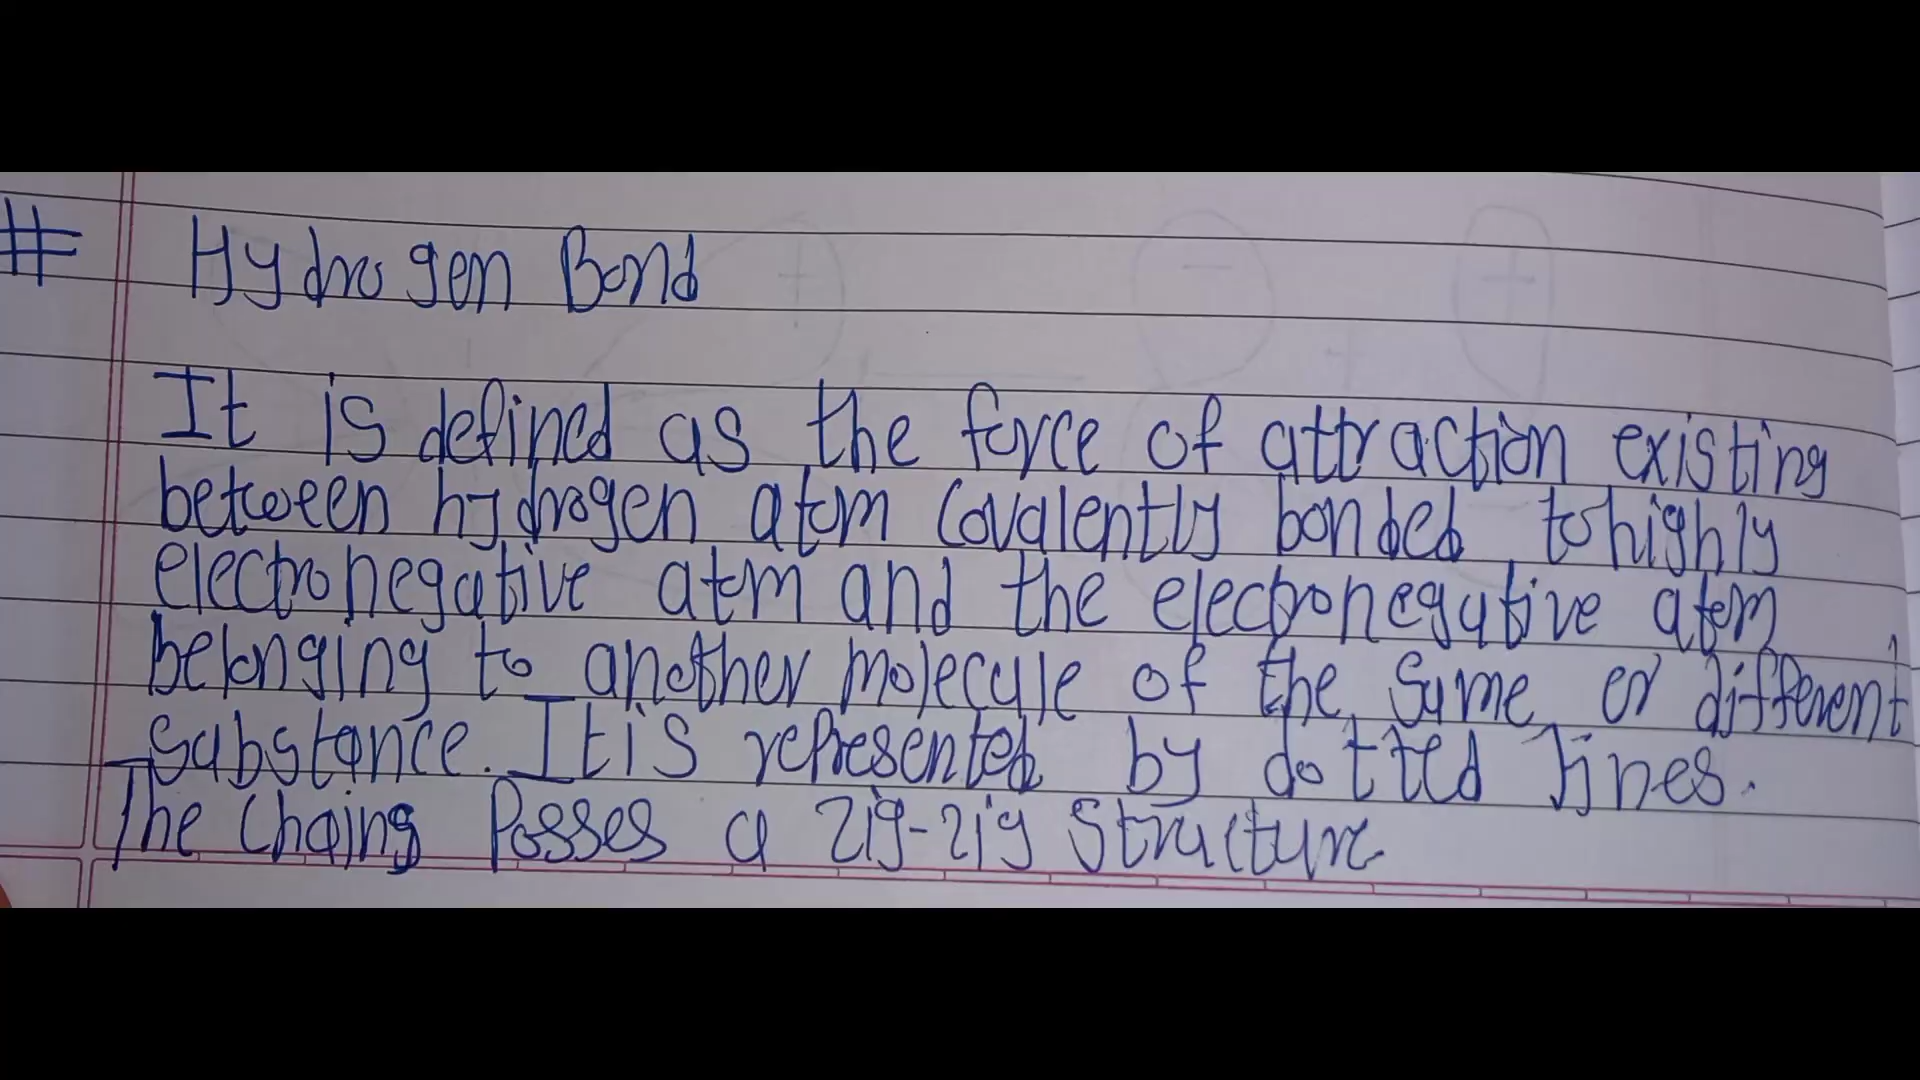 # Hydrogen Bond
It is defined as the force of attraction existing
between hydrogen atom covalently bonded to highly
electronegative atom and the electronegative atom
belonging to another molecule of the same or different
substance. It is represented by dotted lines.
The Chains Posses a zig-zig structure